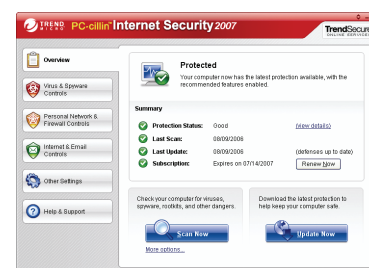 TREND MICRO PC-cillin Internet Security 2007
TrendSecure
ONLINE SERVICES
Overview
Virus & Spyware
Controls
Personal Network &
Firewall Controls
Internet & Email
Controls
Other Settings
Help & Support
Protected
Your computer now has the latest protection available, with the
recommended features enabled.
Summary
Protection Status: Good (view details)
Last Scan: 08/09/2006
Last Update: 08/09/2006 (defenses up to date)
Subscription: Expires on 07/14/2007 Renew Now
Check your computer for viruses,
spyware, rootkits, and other dangers.
Scan Now
More options...
Download the latest protection to
help keep your computer safe.
Update Now